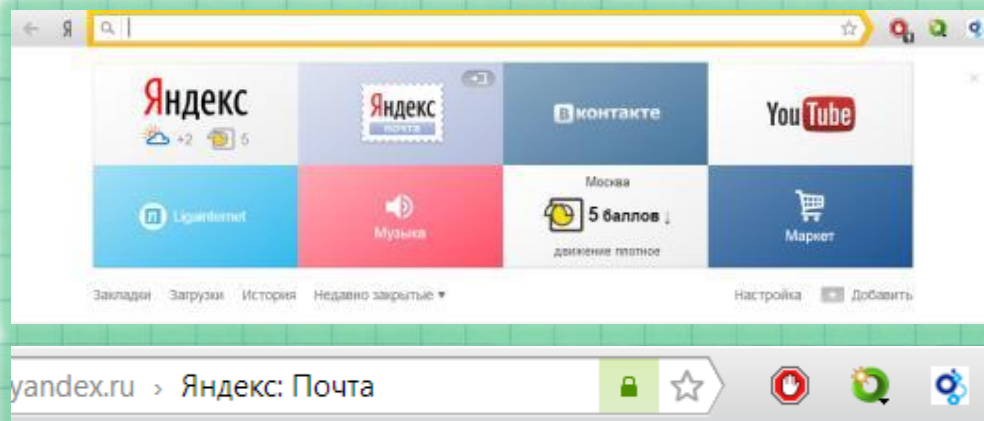 Я
Яндекс Яндекс Вконтакте YouTube
+2 5 почта
Москва
Ligainternet Музыка 5 баллов ↓ Маркет
движение плотное
Закладки Загрузки История Недавно закрытые ▾ Настройка + Добавить
yandex.ru › Яндекс: Почта